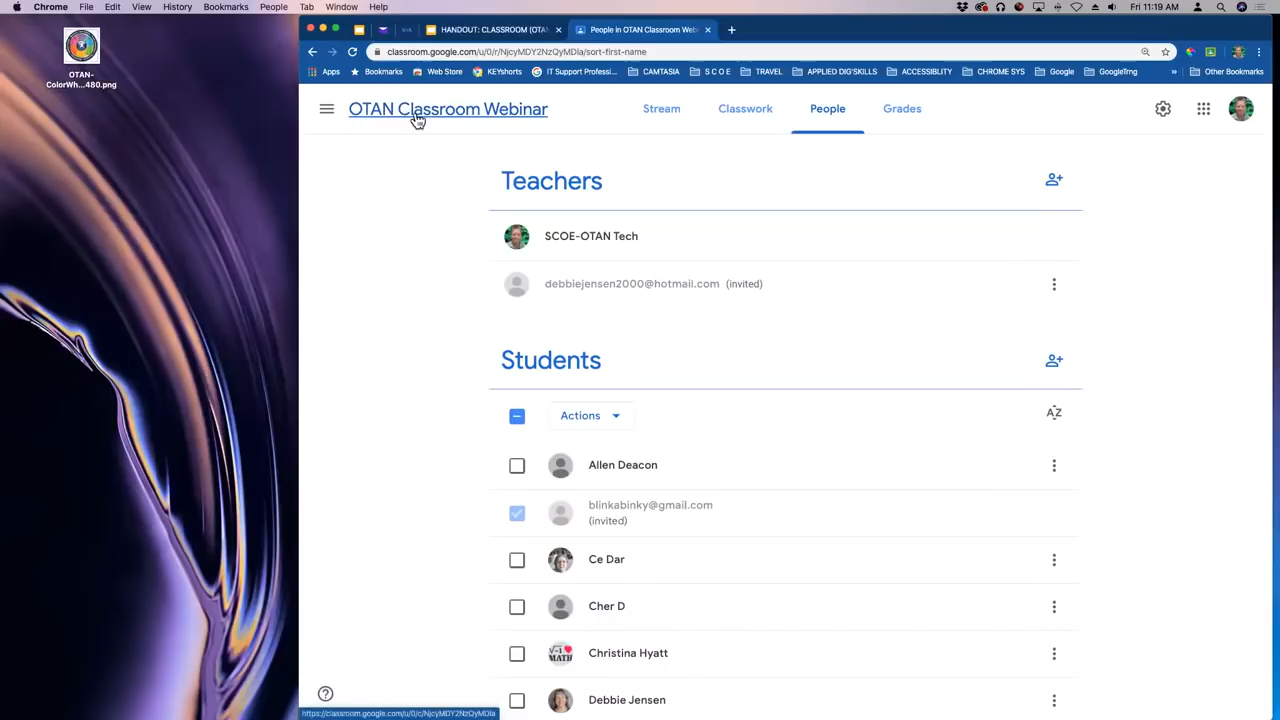 Chrome File Edit View History Bookmarks People Tab Window Help
Fri 11:19 AM
OTAN-
ColorWh...480.png
HANDOUT: CLASSROOM (OTA
People in OTAN Classroom Web
classroom.google.com/u/0/r/NjcyMDY2NzQyMDla/sort-first-name
Apps Bookmarks Web Store KEYshorts IT Support Professi... CAMTASIA S C O E TRAVEL APPLIED DIG'SKILLS ACCESSIBLITY CHROME SYS Google GoogleTrng » Other Bookmarks
OTAN Classroom Webinar Stream Classwork People Grades
Teachers
SCOE-OTAN Tech
debbiejensen2000@hotmail.com (invited)
Students
Actions
AZ
Allen Deacon
blinkabinky@gmail.com
(invited)
Ce Dar
Cher D
√-1
MATH
Christina Hyatt
Debbie Jensen
https://classroom.google.com/u/0/c/NjcyMDY2NzQyMDla